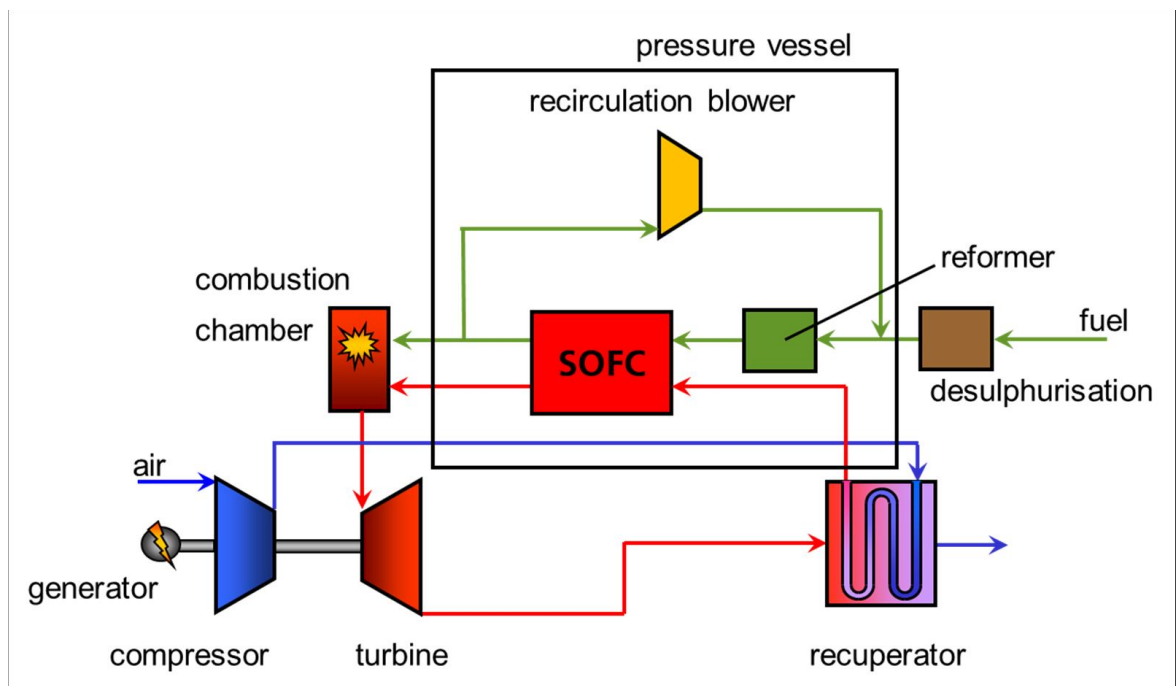 pressure vessel
recirculation blower
combustion
chamber
reformer
fuel
SOFC
desulphurisation
air
generator
compressor
turbine
recuperator